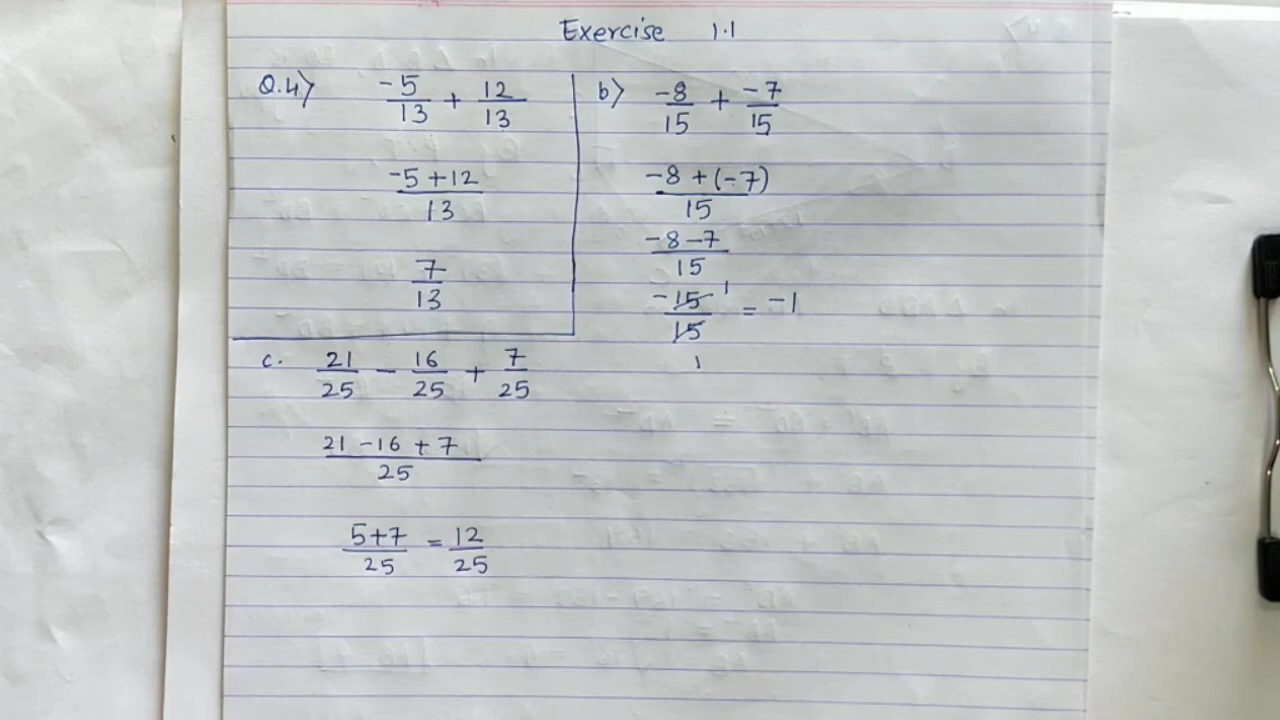 Exercise 1.1
Q.4) -5/13 + 12/13
-5+12/13
7/13
b) -8/15 + -7/15
-8+(-7)/15
-8-7/15
-15/15 1 1 = -1
c. 21/25 - 16/25 + 7/25
21-16+7/25
5+7/25 = 12/25